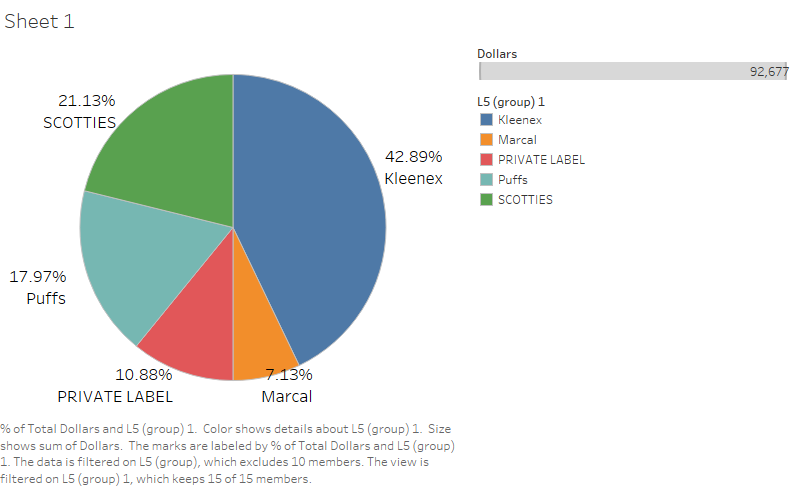 Sheet 1
Dollars
92,677
L5 (group) 1
Kleenex
Marcal
PRIVATE LABEL
Puffs
SCOTTIES
21.13%
SCOTTIES
42.89%
Kleenex
17.97%
Puffs
10.88%
PRIVATE LABEL
7.13%
Marcal
% of Total Dollars and L5 (group) 1. Color shows details about L5 (group) 1. Size
shows sum of Dollars. The marks are labeled by % of Total Dollars and L5 (group)
1. The data is filtered on L5 (group), which excludes 10 members. The view is
filtered on L5 (group) 1, which keeps 15 of 15 members.